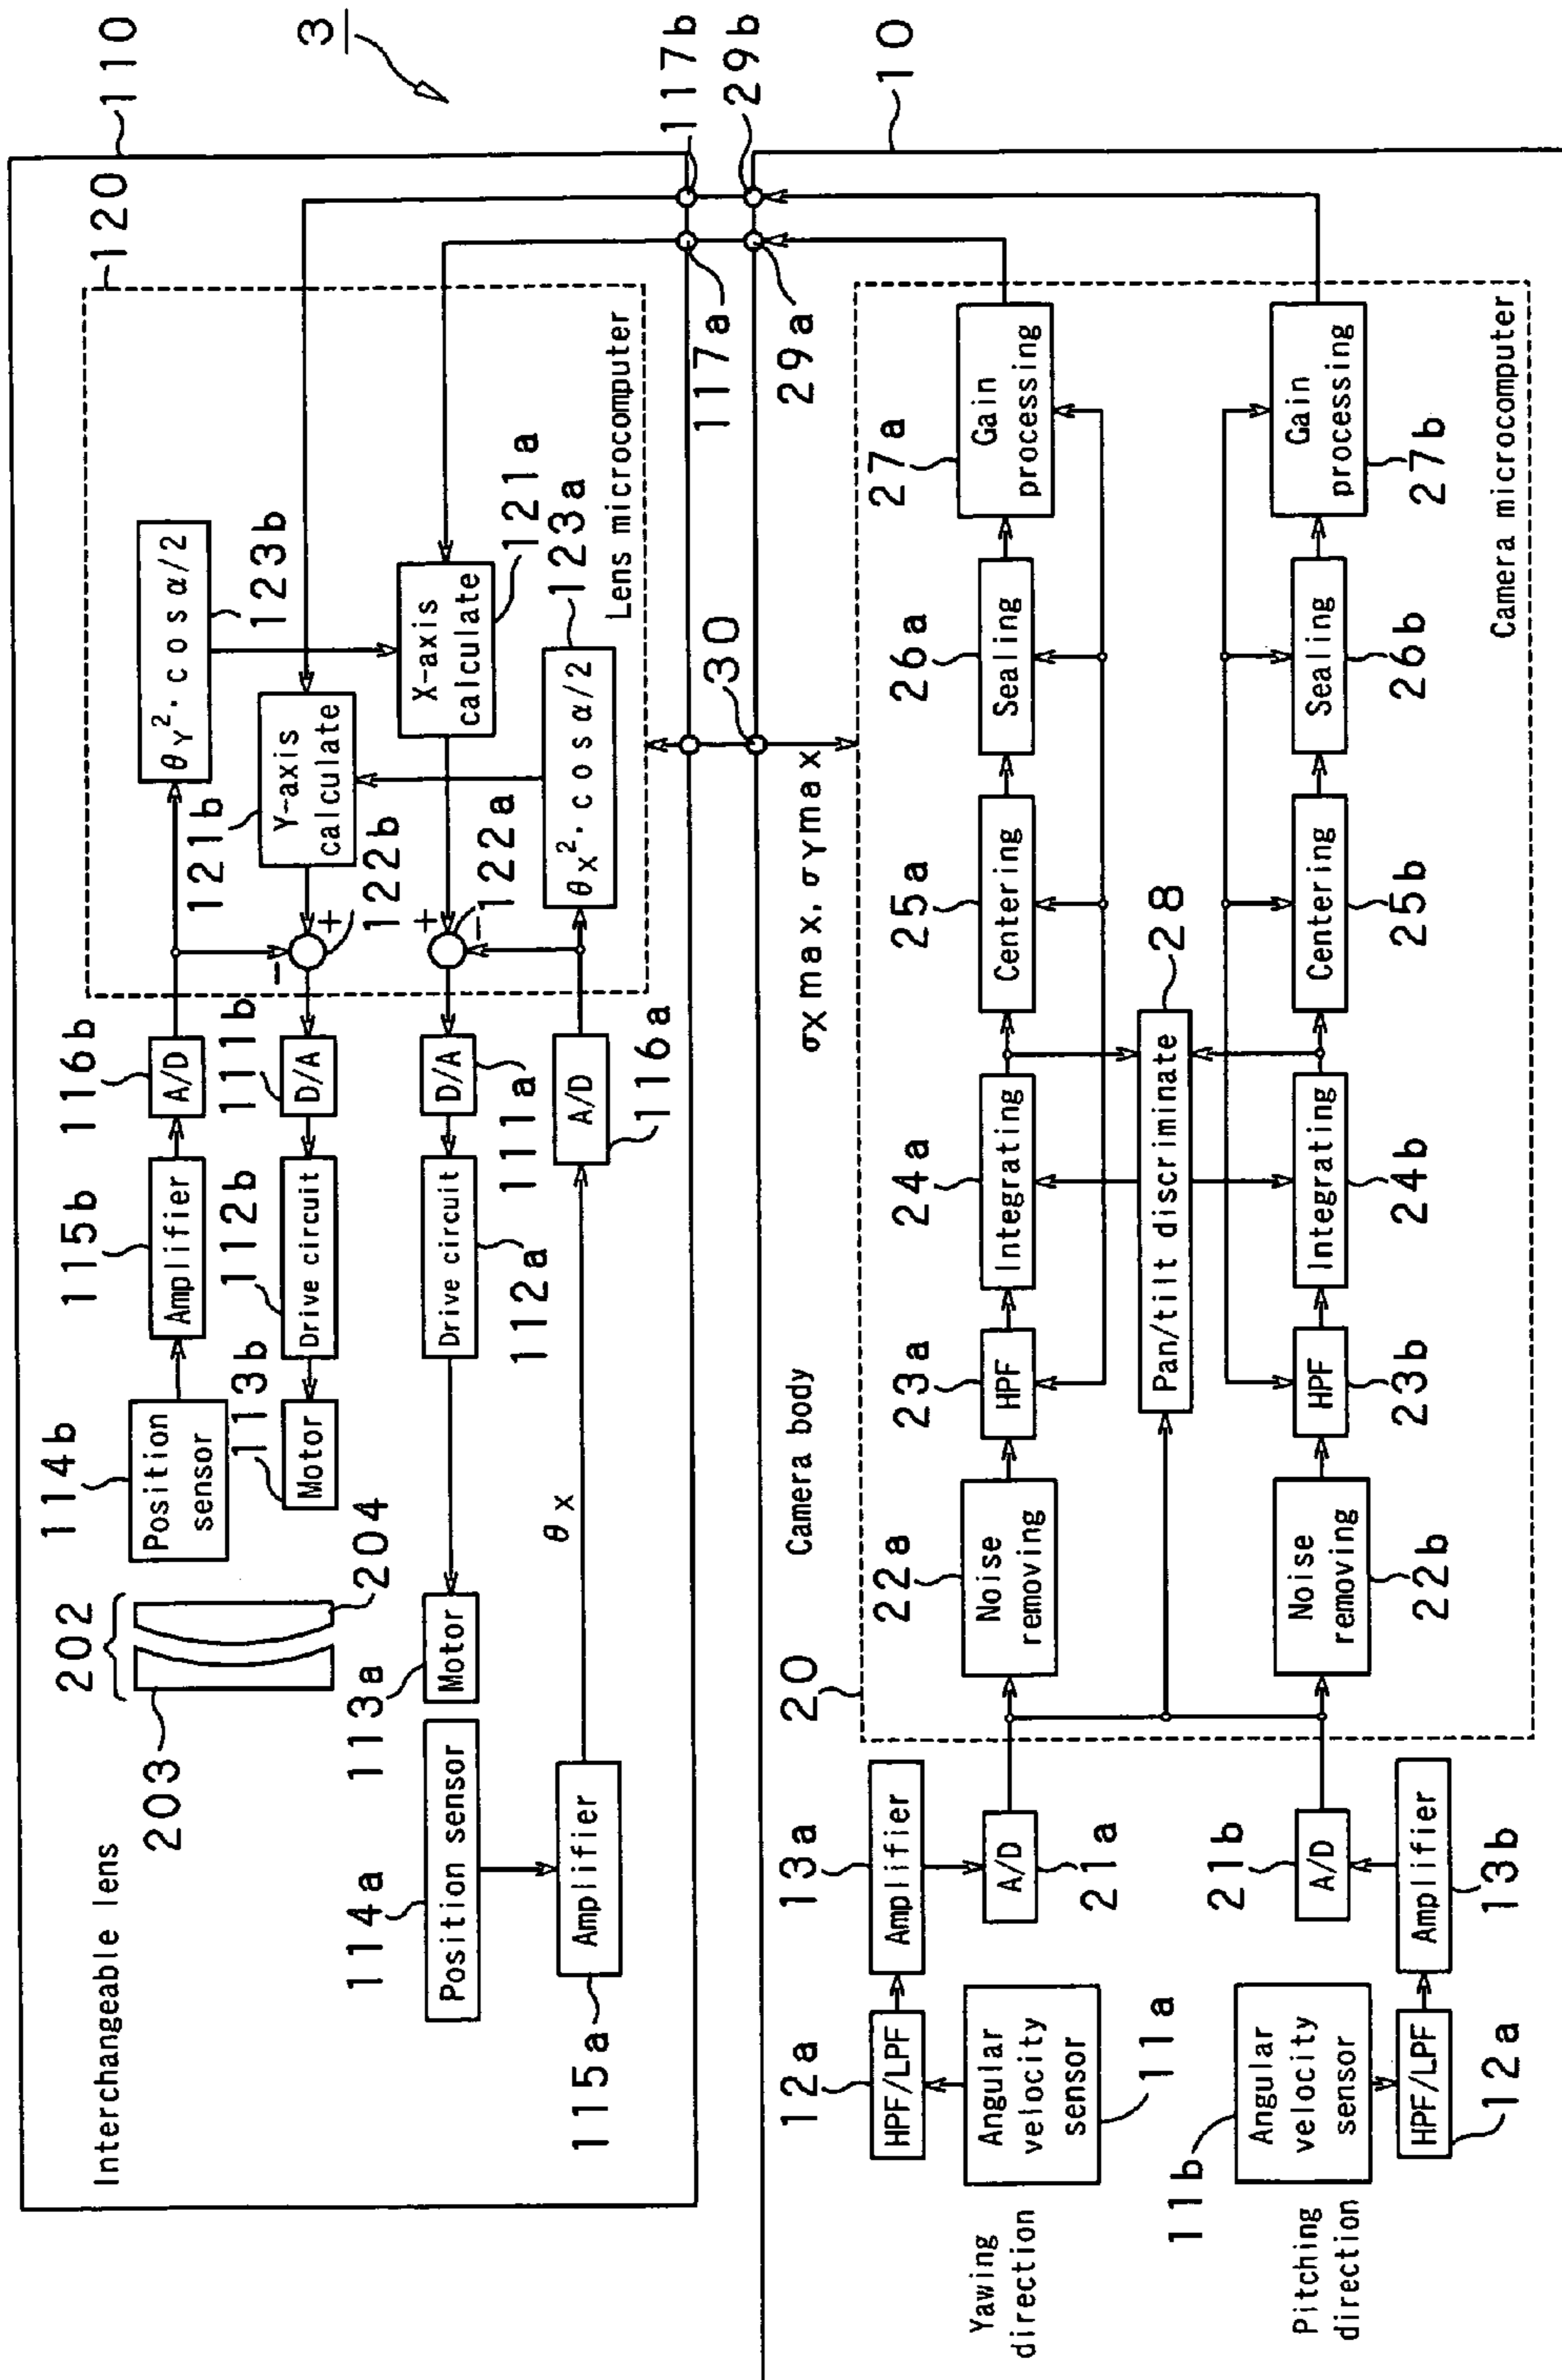 3
110
120
Interchangeable lens
202
203
204
114b
Position
sensor
115b
Amplifier
116b
A/D
θY²·cosα/2
123b
113b
Motor
112b
Drive circuit
111b
D/A
-
+
122b
121b
Y-axis
calculate
113a
Motor
112a
Drive circuit
111a
D/A
+
-
122a
X-axis
calculate
121a
114a
Position sensor
115a
Amplifier
θx
A/D
116a
θx²·cosα/2
123a
Lens microcomputer
117a
117b
30
29a
29b
10
Camera body
σxmax, σYmax
20
12a
HPF/LPF
13a
Amplifier
Yawing
direction
Angular
velocity
sensor
11a
A/D
21a
22a
Noise
removing
23a
HPF
24a
Integrating
25a
Centering
26a
Sealing
27a
Gain
processing
Pan/tilt discriminate
28
Pitching
direction
11b
Angular
velocity
sensor
21b
A/D
Noise
removing
22b
HPF
23b
Integrating
24b
Centering
25b
Sealing
26b
Gain
processing
27b
HPF/LPF
12a
Amplifier
13b
Camera microcomputer